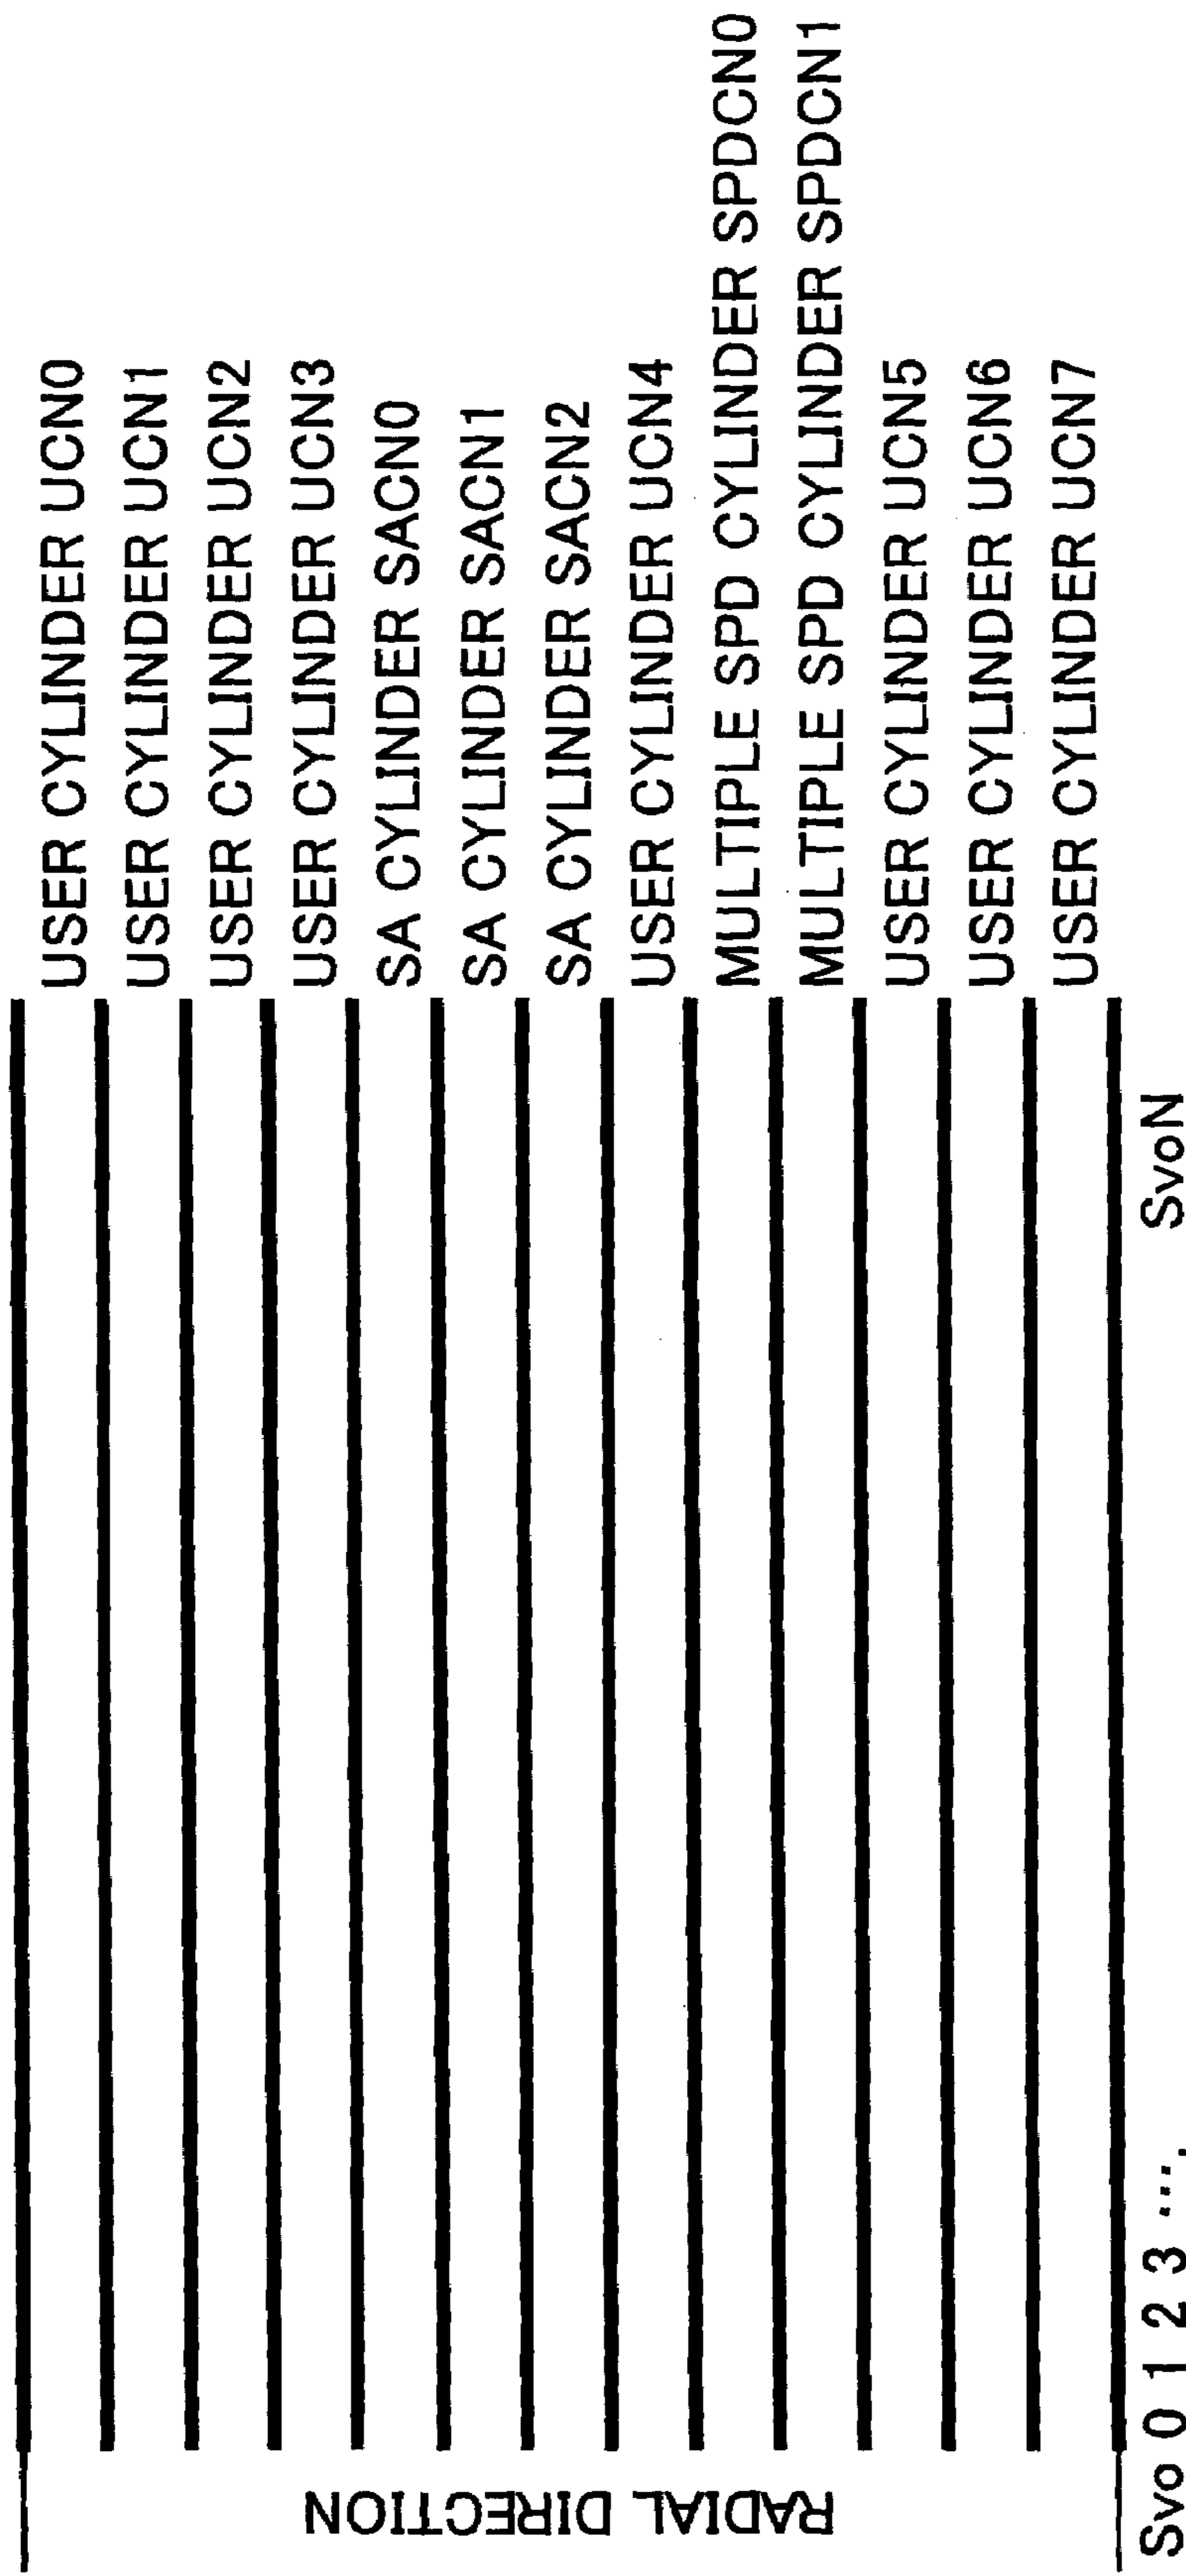 USER CYLINDER UCN0
USER CYLINDER UCN1
USER CYLINDER UCN2
USER CYLINDER UCN3
SA CYLINDER SACN0
SA CYLINDER SACN1
SA CYLINDER SACN2
USER CYLINDER UCN4
MULTIPLE SPD CYLINDER SPDCN0
MULTIPLE SPD CYLINDER SPDCN1
USER CYLINDER UCN5
USER CYLINDER UCN6
USER CYLINDER UCN7
RADIAL DIRECTION
Svo 0 1 2 3 .... SvoN